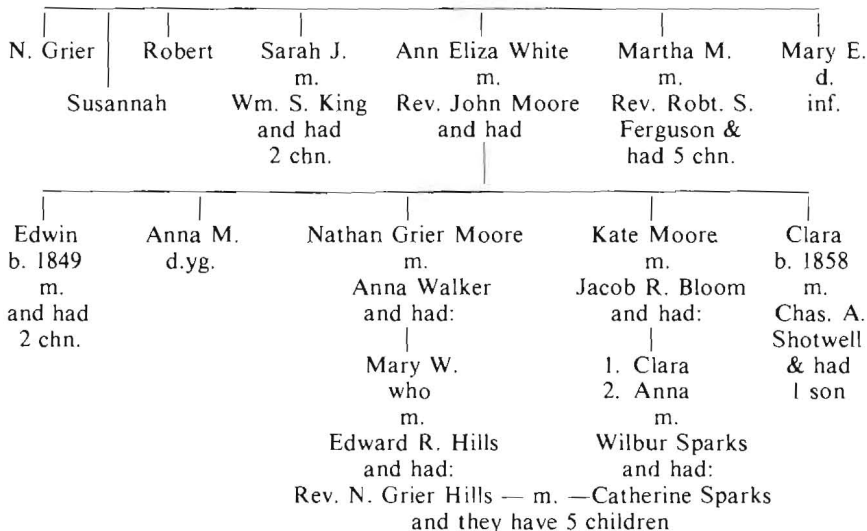 N. Grier Robert Sarah J. Ann Eliza White Martha M. Mary E.
m. m. m. d.
Susannah Wm. S. King Rev. John Moore Rev. Robt. S. inf.
and had and had Ferguson &
2 chn. had 5 chn.
Edwin Anna M. Nathan Grier Moore Kate Moore Clara
b. 1849 d.yg. m. m. b. 1858
m. Anna Walker Jacob R. Bloom m.
and had and had: and had: Chas. A.
2 chn. Shotwell
Mary W. 1. Clara & had
who 2. Anna 1 son
m. m.
Edward R. Hills Wilbur Sparks
and had: and had:
Rev. N. Grier Hills — m. —Catherine Sparks
and they have 5 children